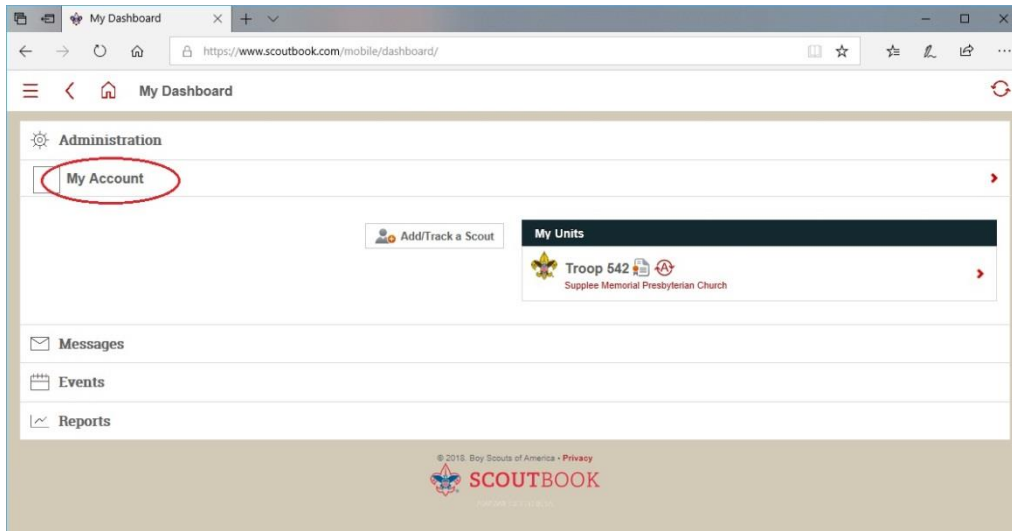 My Dashboard
https://www.scoutbook.com/mobile/dashboard/
My Dashboard
Administration
My Account
Add/Track a Scout
My Units
Troop 542
Supplee Memorial Presbyterian Church
Messages
Events
Reports
© 2018. Boy Scouts of America - Privacy
SCOUTBOOK